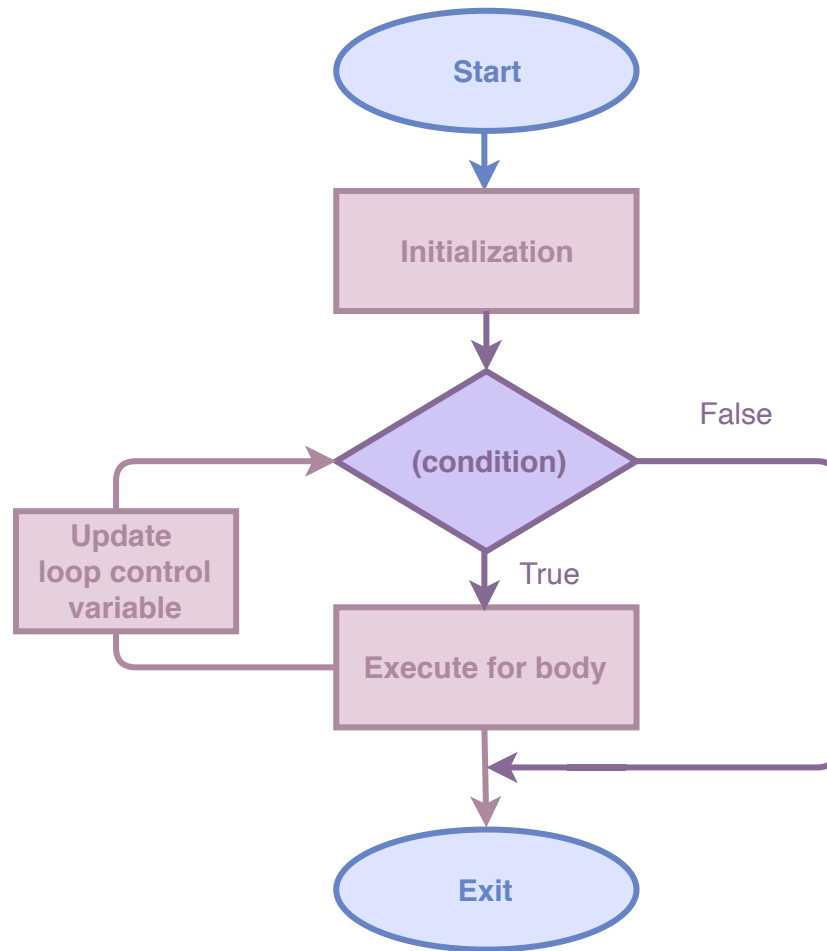 Start
Initialization
(condition)
False
True
Update
loop control
variable
Execute for body
Exit